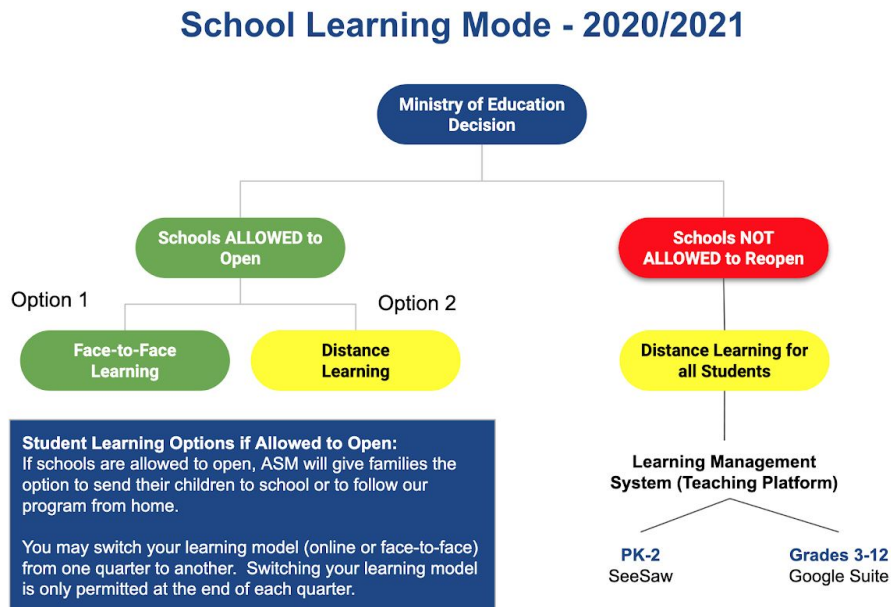 School Learning Mode - 2020/2021
Ministry of Education
Decision
Schools ALLOWED to
Open
Schools NOT
ALLOWED to Reopen
Option 1
Option 2
Face-to-Face
Learning
Distance
Learning
Distance Learning for
all Students
Student Learning Options if Allowed to Open:
If schools are allowed to open, ASM will give families the
option to send their children to school or to follow our
program from home.
You may switch your learning model (online or face-to-face)
from one quarter to another.  Switching your learning model
is only permitted at the end of each quarter.
Learning Management
System (Teaching Platform)
PK-2
SeeSaw
Grades 3-12
Google Suite